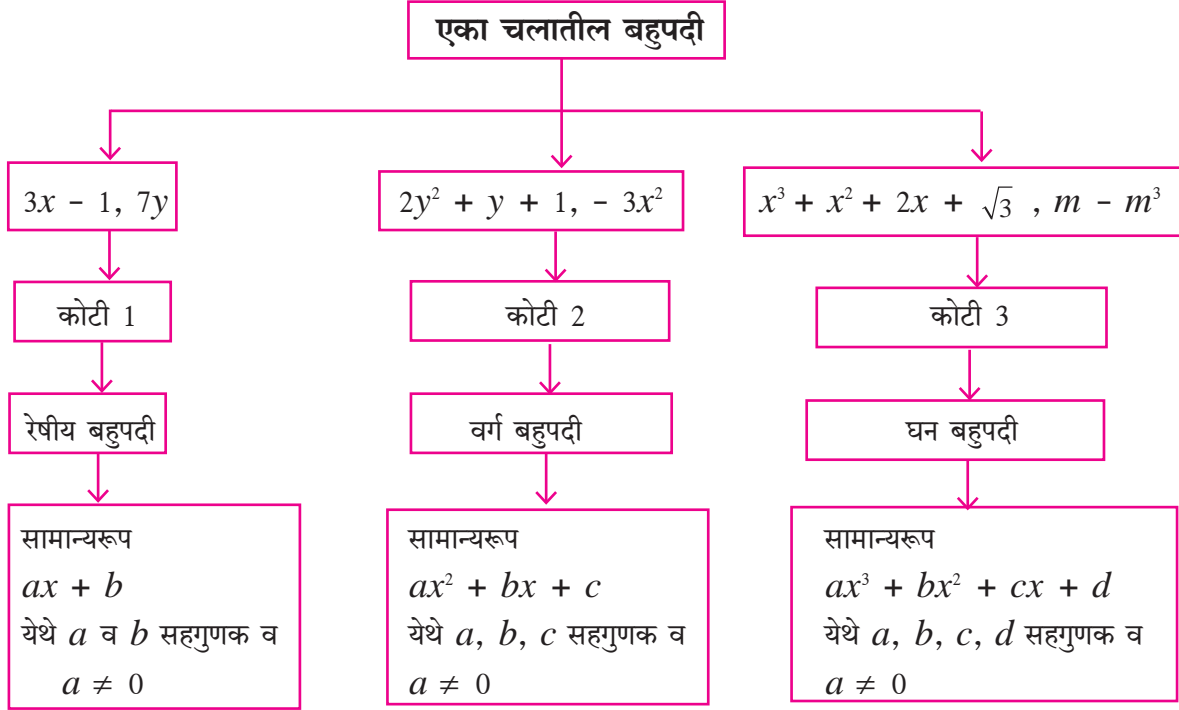 एका चलातील बहुपदी
3x − 1, 7y
2y² + y + 1, − 3x²
x³ + x² + 2x + √3 , m − m³
कोटी 1
कोटी 2
कोटी 3
रेषीय बहुपदी
वर्ग बहुपदी
घन बहुपदी
सामान्यरूप
ax + b
येथे a व b सहगुणक व
a ≠ 0
सामान्यरूप
ax² + bx + c
येथे a, b, c सहगुणक व
a ≠ 0
सामान्यरूप
ax³ + bx² + cx + d
येथे a, b, c, d सहगुणक व
a ≠ 0